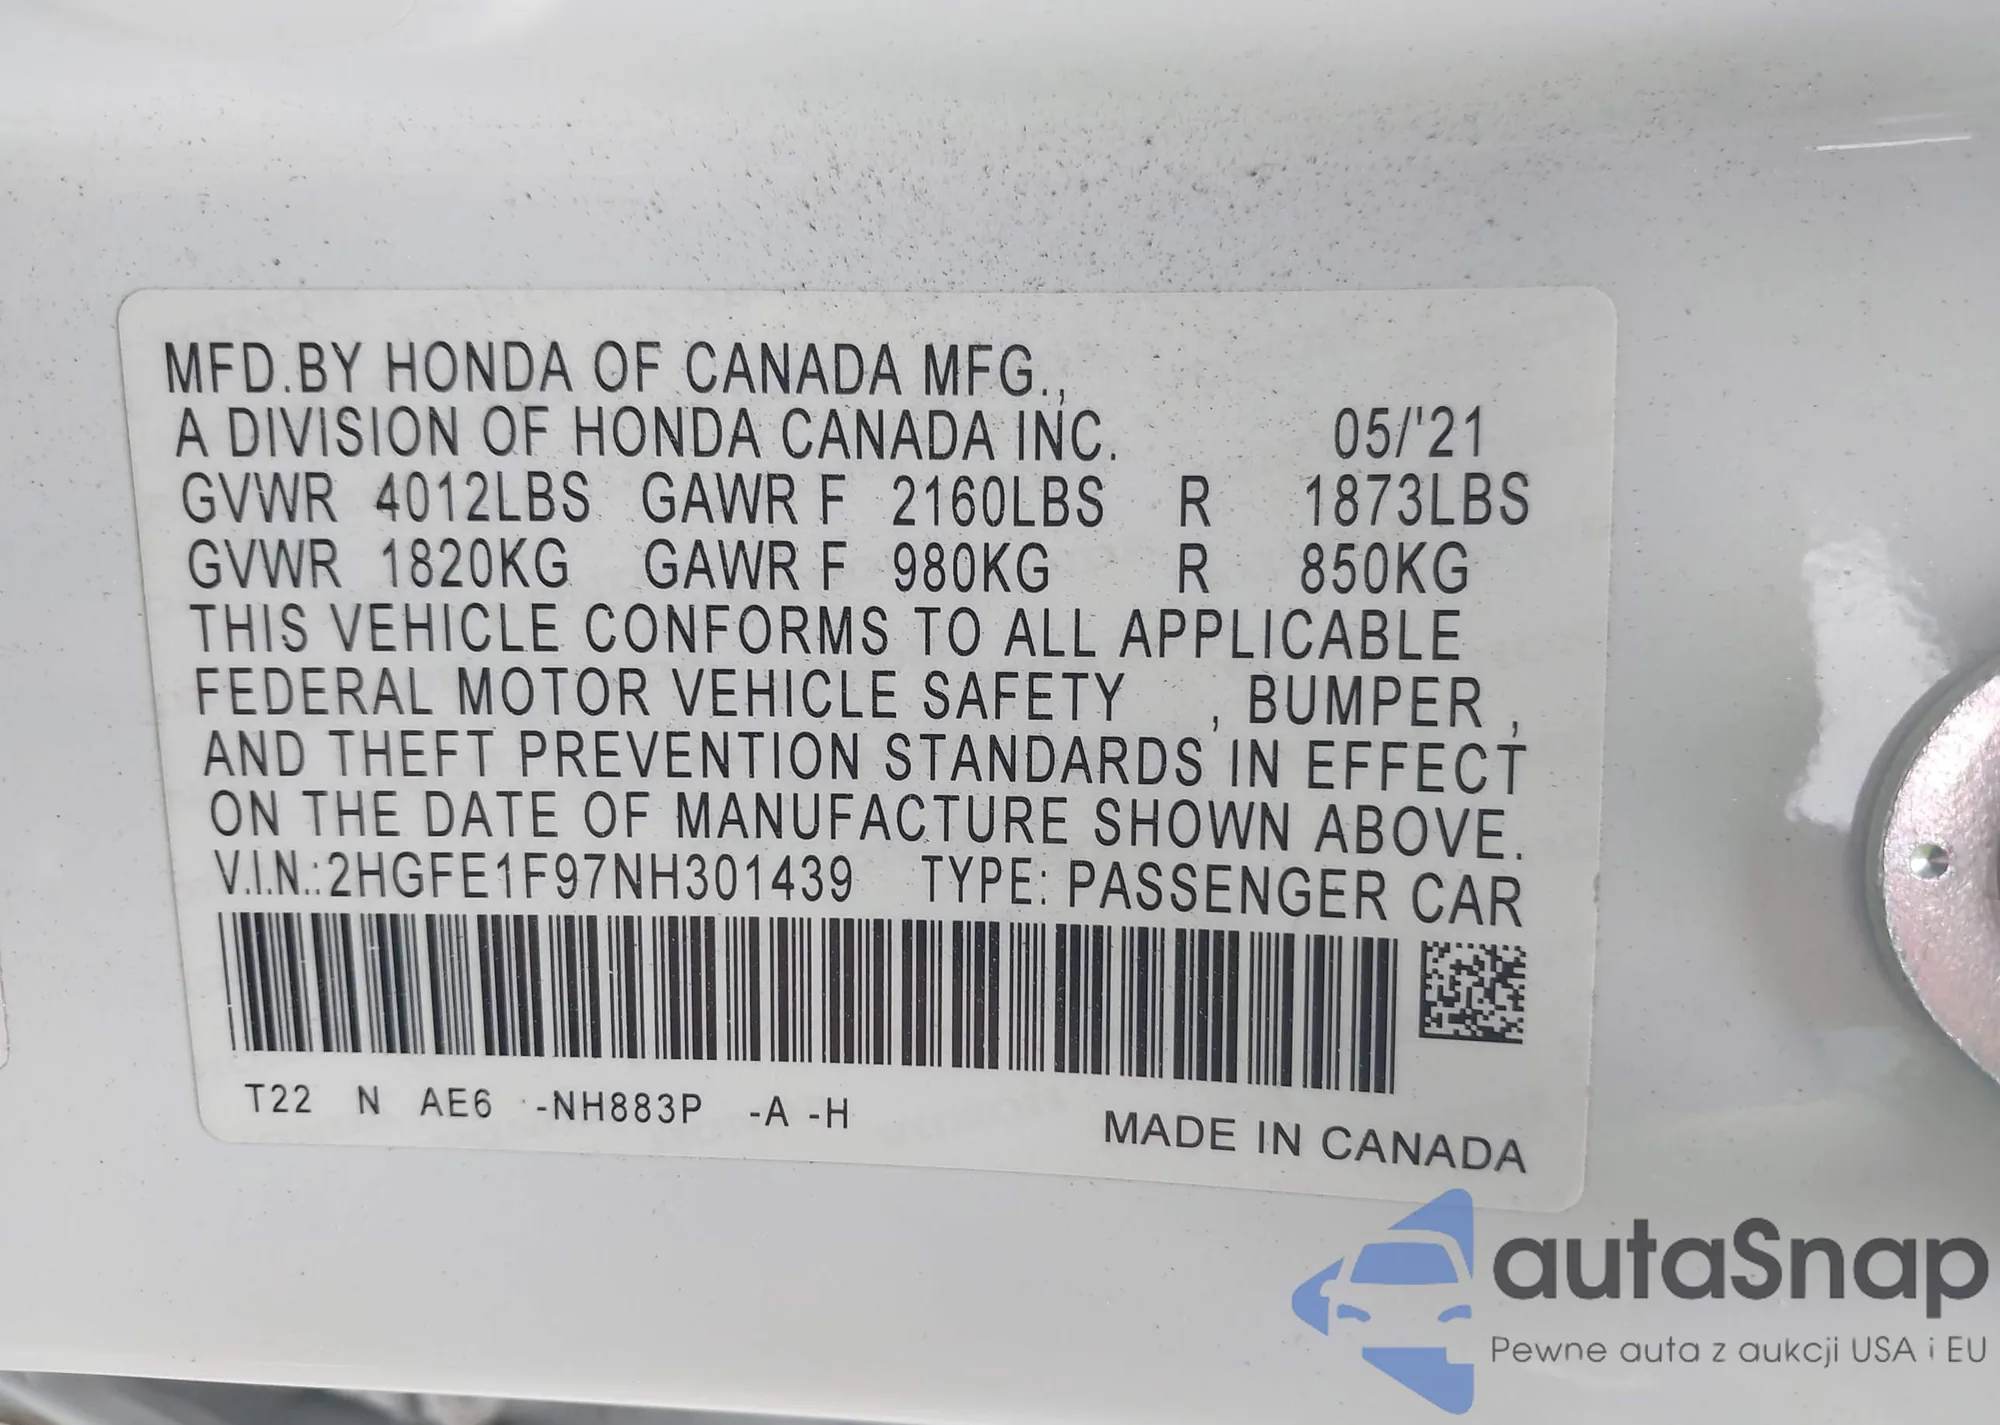 MFD.BY HONDA OF CANADA MFG.,
A DIVISION OF HONDA CANADA INC. 05/'21
GVWR 4012LBS GAWR F 2160LBS R 1873LBS
GVWR 1820KG GAWR F 980KG R 850KG
THIS VEHICLE CONFORMS TO ALL APPLICABLE
FEDERAL MOTOR VEHICLE SAFETY , BUMPER ,
AND THEFT PREVENTION STANDARDS IN EFFECT
ON THE DATE OF MANUFACTURE SHOWN ABOVE.
V.I.N.:2HGFE1F97NH301439 TYPE: PASSENGER CAR
T22 N AE6 -NH883P -A -H
MADE IN CANADA
autaSnap
Pewne auta z aukcji USA i EU